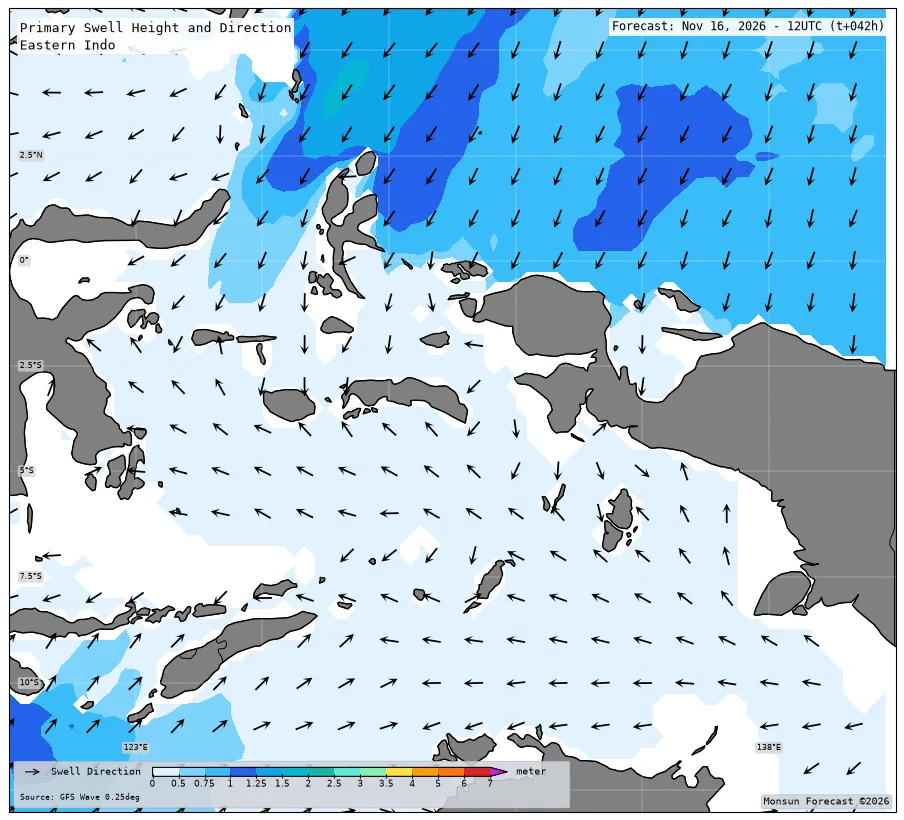 Primary Swell Height and Direction
Eastern Indo
Forecast: Nov 16, 2026 - 12UTC (t+042h)
2.5°N
0°
2.5°S
5°S
7.5°S
10°S
123°E
138°E
Swell Direction
0 0.5 0.75 1 1.25 1.5 2 2.5 3 3.5 4 5 6 7
meter
Source: GFS Wave 0.25deg
Monsun Forecast ©2026